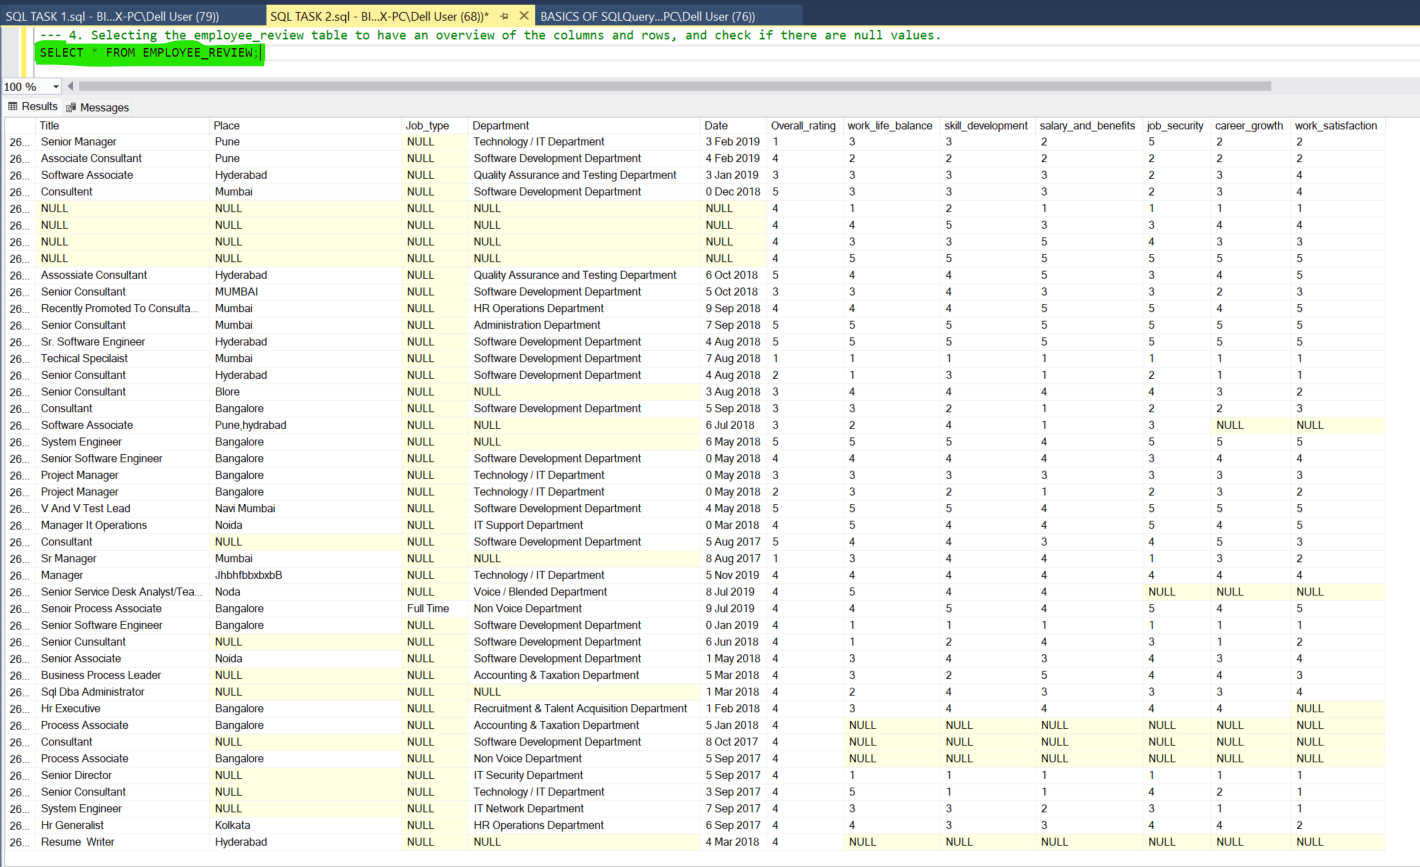 SQL TASK 1.sql - BI...X-PC\Dell User (79)) SQL TASK 2.sql - BI...X-PC\Dell User (68))* BASICS OF SQLQuery...PC\Dell User (76))
--- 4. Selecting the employee_review table to have an overview of the columns and rows, and check if there are null values.
SELECT * FROM EMPLOYEE_REVIEW;
100 %
Results Messages
Title Place Job_type Department Date Overall_rating work_life_balance skill_development salary_and_benefits job_security career_growth work_satisfaction
26... Senior Manager Pune NULL Technology / IT Department 3 Feb 2019 1 3 3 2 5 2 2
26... Associate Consultant Pune NULL Software Development Department 4 Feb 2019 4 2 2 2 2 2 2
26... Software Associate Hyderabad NULL Quality Assurance and Testing Department 3 Jan 2019 3 3 3 3 2 3 4
26... Consultent Mumbai NULL Software Development Department 0 Dec 2018 5 3 3 3 2 3 4
26... NULL NULL NULL NULL NULL 4 1 2 1 1 1 1
26... NULL NULL NULL NULL NULL 4 4 5 3 3 4 4
26... NULL NULL NULL NULL NULL 4 3 3 5 4 3 3
26... NULL NULL NULL NULL NULL 4 5 5 5 5 5 5
26... Assossiate Consultant Hyderabad NULL Quality Assurance and Testing Department 6 Oct 2018 5 4 4 5 3 4 5
26... Senior Consultant MUMBAI NULL Software Development Department 5 Oct 2018 3 3 4 3 3 2 3
26... Recently Promoted To Consulta... Mumbai NULL HR Operations Department 9 Sep 2018 4 4 4 5 5 4 5
26... Senior Consultant Mumbai NULL Administration Department 7 Sep 2018 5 5 5 5 5 5 5
26... Sr. Software Engineer Hyderabad NULL Software Development Department 4 Aug 2018 5 5 5 5 5 5 5
26... Techical Specilaist Mumbai NULL Software Development Department 7 Aug 2018 1 1 1 1 1 1 1
26... Senior Consultant Hyderabad NULL Software Development Department 4 Aug 2018 2 1 3 1 2 1 1
26... Senior Consultant Blore NULL NULL 3 Aug 2018 3 4 4 4 4 3 2
26... Consultant Bangalore NULL Software Development Department 5 Sep 2018 3 3 2 1 2 2 3
26... Software Associate Pune,hydrabad NULL NULL 6 Jul 2018 3 2 4 1 3 NULL NULL
26... System Engineer Bangalore NULL NULL 6 May 2018 5 5 5 4 5 5 5
26... Senior Software Engineer Bangalore NULL Software Development Department 0 May 2018 4 4 4 4 3 4 4
26... Project Manager Bangalore NULL Technology / IT Department 0 May 2018 3 3 3 3 3 3 3
26... Project Manager Bangalore NULL Technology / IT Department 0 May 2018 2 3 2 1 2 3 2
26... V And V Test Lead Navi Mumbai NULL Software Development Department 4 May 2018 5 5 5 4 5 5 5
26... Manager It Operations Noida NULL IT Support Department 0 Mar 2018 4 5 4 4 5 4 5
26... Consultant NULL NULL Software Development Department 5 Aug 2017 5 4 4 3 4 5 3
26... Sr Manager Mumbai NULL NULL 8 Aug 2017 1 3 4 4 1 3 2
26... Manager JhbhfbbxbxbB NULL Technology / IT Department 5 Nov 2019 4 4 4 4 4 4 4
26... Senior Service Desk Analyst/Tea... Noda NULL Voice / Blended Department 8 Jul 2019 4 5 4 4 NULL NULL NULL
26... Senoir Process Associate Bangalore Full Time Non Voice Department 9 Jul 2019 4 4 5 4 5 4 5
26... Senior Software Engineer Bangalore NULL Software Development Department 0 Jan 2019 4 1 1 1 1 1 1
26... Senior Cunsultant NULL NULL Software Development Department 6 Jun 2018 4 1 2 4 3 1 2
26... Senior Associate Noida NULL Software Development Department 1 May 2018 4 3 4 3 4 3 4
26... Business Process Leader NULL NULL Accounting & Taxation Department 5 Mar 2018 4 3 2 5 4 4 3
26... Sql Dba Administrator NULL NULL NULL 1 Mar 2018 4 2 4 3 3 3 4
26... Hr Executive Bangalore NULL Recruitment & Talent Acquisition Department 1 Feb 2018 4 3 4 4 4 4 NULL
26... Process Associate Bangalore NULL Accounting & Taxation Department 5 Jan 2018 4 NULL NULL NULL NULL NULL NULL
26... Consultant NULL NULL Software Development Department 8 Oct 2017 4 NULL NULL NULL NULL NULL NULL
26... Process Associate Bangalore NULL Non Voice Department 5 Sep 2017 4 NULL NULL NULL NULL NULL NULL
26... Senior Director NULL NULL IT Security Department 5 Sep 2017 4 1 1 1 1 1 1
26... Senior Consultant NULL NULL Technology / IT Department 3 Sep 2017 4 5 1 1 4 2 1
26... System Engineer NULL NULL IT Network Department 7 Sep 2017 4 3 3 2 3 1 1
26... Hr Generalist Kolkata NULL HR Operations Department 6 Sep 2017 4 4 3 3 4 4 2
26... Resume Writer Hyderabad NULL NULL 4 Mar 2018 4 NULL NULL NULL NULL NULL NULL